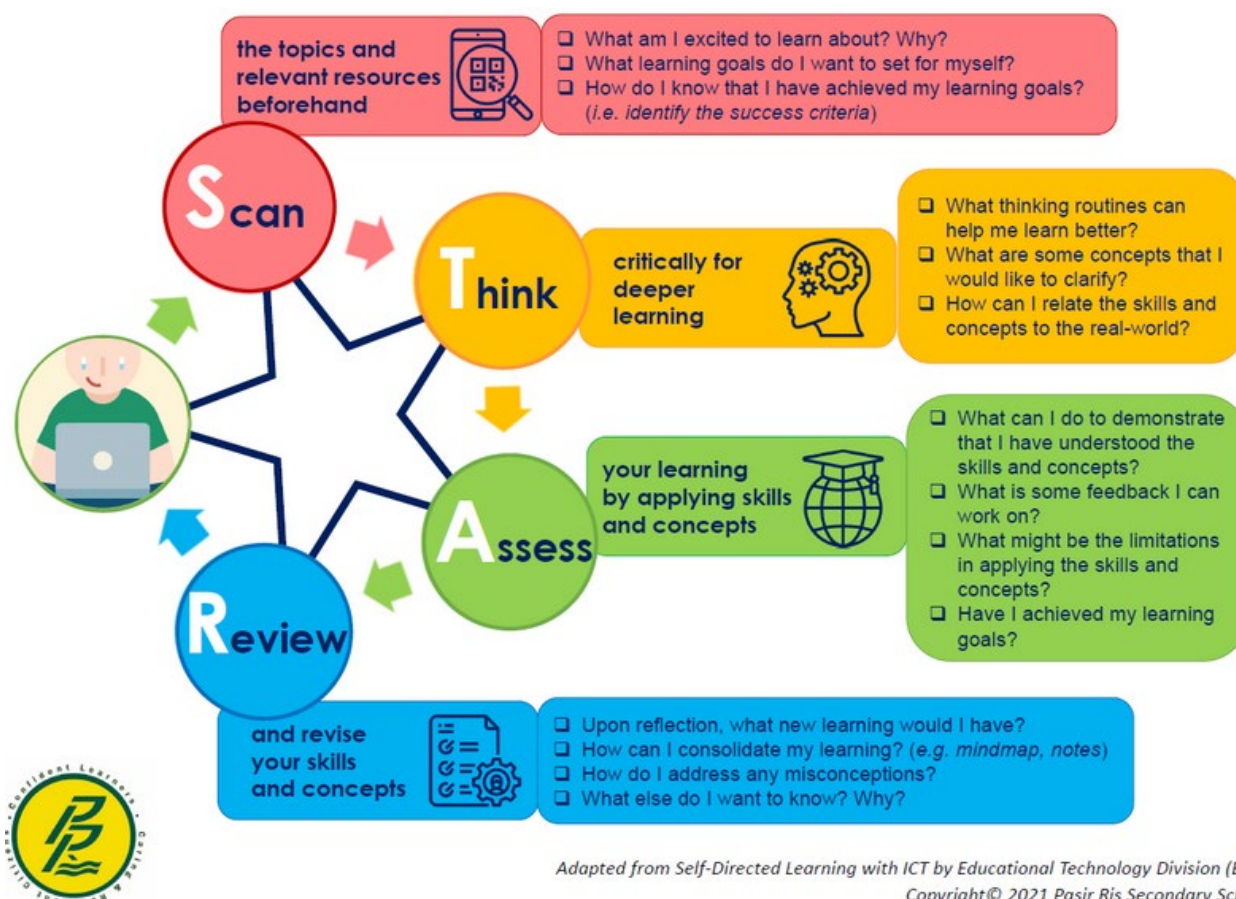 the topics and
relevant resources
beforehand
❑ What am I excited to learn about? Why?
❑ What learning goals do I want to set for myself?
❑ How do I know that I have achieved my learning goals?
(i.e. identify the success criteria)
Scan
Think
critically for
deeper
learning
❑ What thinking routines can
help me learn better?
❑ What are some concepts that I
would like to clarify?
❑ How can I relate the skills and
concepts to the real-world?
Assess
your learning
by applying skills
and concepts
❑ What can I do to demonstrate
that I have understood the
skills and concepts?
❑ What is some feedback I can
work on?
❑ What might be the limitations
in applying the skills and
concepts?
❑ Have I achieved my learning
goals?
Review
and revise
your skills
and concepts
❑ Upon reflection, what new learning would I have?
❑ How can I consolidate my learning? (e.g. mindmap, notes)
❑ How do I address any misconceptions?
❑ What else do I want to know? Why?
Confident Learners • Caring &
Citizens
Adapted from Self-Directed Learning with ICT by Educational Technology Division (
Copyright© 2021 Pasir Ris Secondary